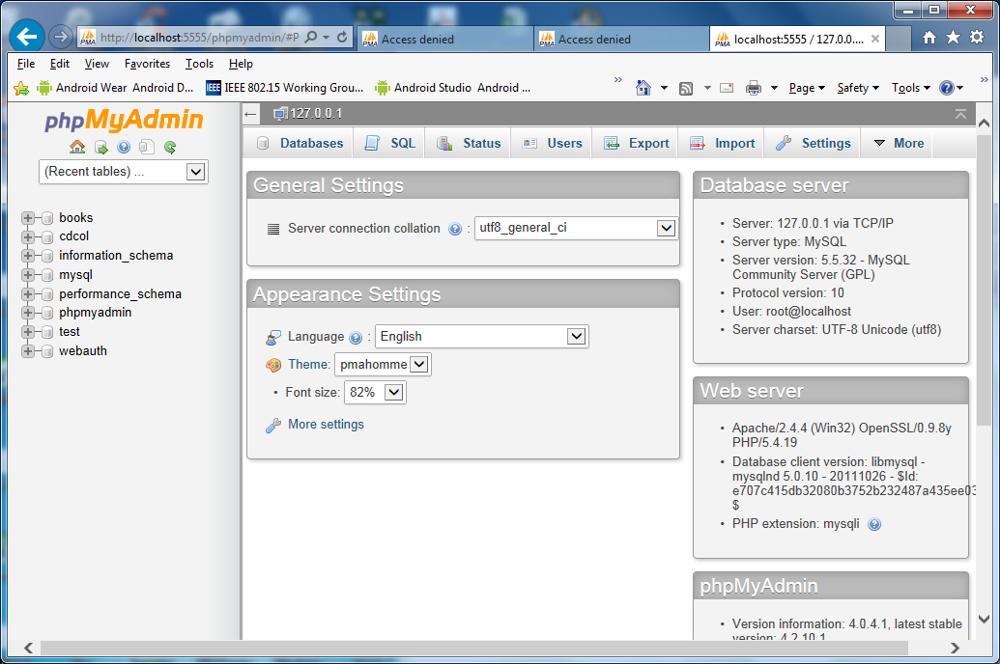 http://localhost:5555/phpmyadmin/#P
Access denied
Access denied
localhost:5555 / 127.0.0....
File Edit View Favorites Tools Help
Android Wear Android D... IEEE 802.15 Working Grou... Android Studio Android ...
Page Safety Tools
phpMyAdmin
(Recent tables) ...
books
cdcol
information_schema
mysql
performance_schema
phpmyadmin
test
webauth
127.0.0.1
Databases SQL Status Users Export Import Settings More
General Settings
Server connection collation : utf8_general_ci
Appearance Settings
Language : English
Theme: pmahomme
• Font size: 82%
More settings
Database server
• Server: 127.0.0.1 via TCP/IP
• Server type: MySQL
• Server version: 5.5.32 - MySQL
Community Server (GPL)
• Protocol version: 10
• User: root@localhost
• Server charset: UTF-8 Unicode (utf8)
Web server
• Apache/2.4.4 (Win32) OpenSSL/0.9.8y
PHP/5.4.19
• Database client version: libmysql -
mysqlnd 5.0.10 - 20111026 - $Id:
e707c415db32080b3752b232487a435ee03
$
• PHP extension: mysqli
phpMyAdmin
• Version information: 4.0.4.1, latest stable
version: 4.2.10.1